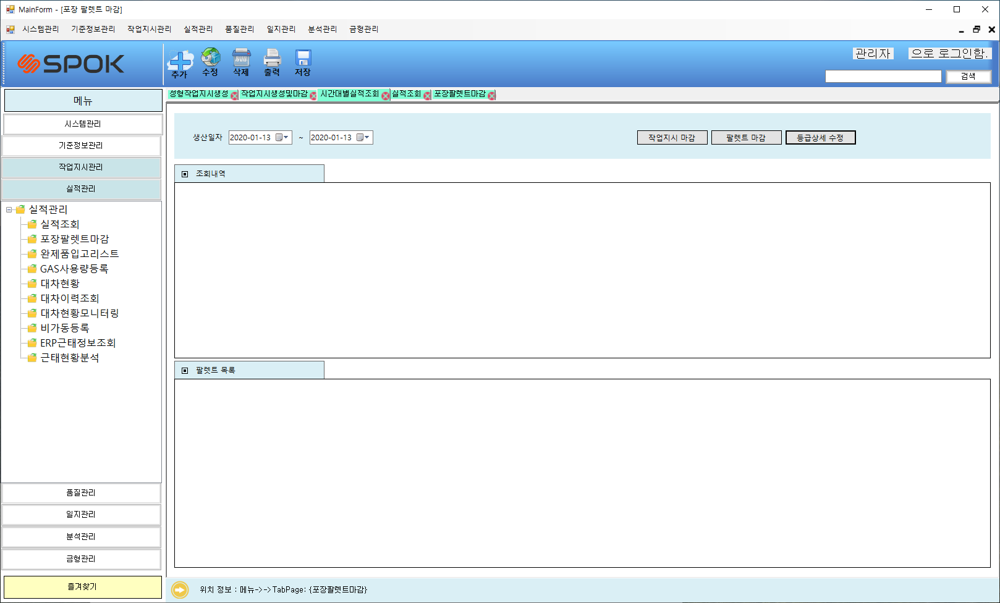 MainForm - [포장 팔렛트 마감]
시스템관리 기준정보관리 작업지시관리 실적관리 품질관리 일지관리 분석관리 금형관리
SPOK
추가 수정 삭제 출력 저장
관리자 으로 로그인함.
검색
메뉴
시스템관리
기준정보관리
작업지시관리
실적관리
실적관리
실적조회
포장팔렛트마감
완제품입고리스트
GAS사용량등록
대차현황
대차이력조회
대차현황모니터링
비가동등록
ERP근태정보조회
근태현황분석
품질관리
일지관리
분석관리
금형관리
즐겨찾기
성형작업지시생성 작업지시생성및마감 시간대별실적조회 실적조회 포장팔렛트마감
생산일자 2020-01-13 ~ 2020-01-13 작업지시 마감 팔렛트 마감 등급상세 수정
조회내역
팔렛트 목록
위치 정보 : 메뉴->->TabPage: {포장팔렛트마감}